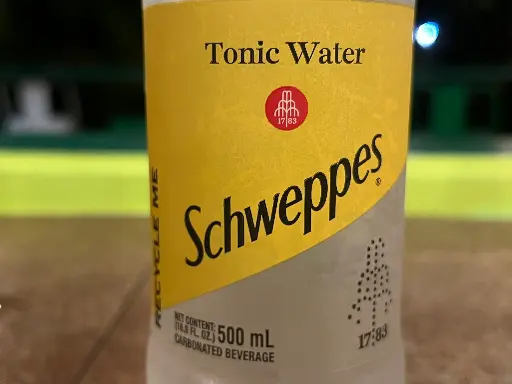 Tonic Water
17 83
Schweppes®
RECYCLE ME
NET CONTENT:
(16.9 FL. OZ.) 500 mL
CARBONATED BEVERAGE
17:83